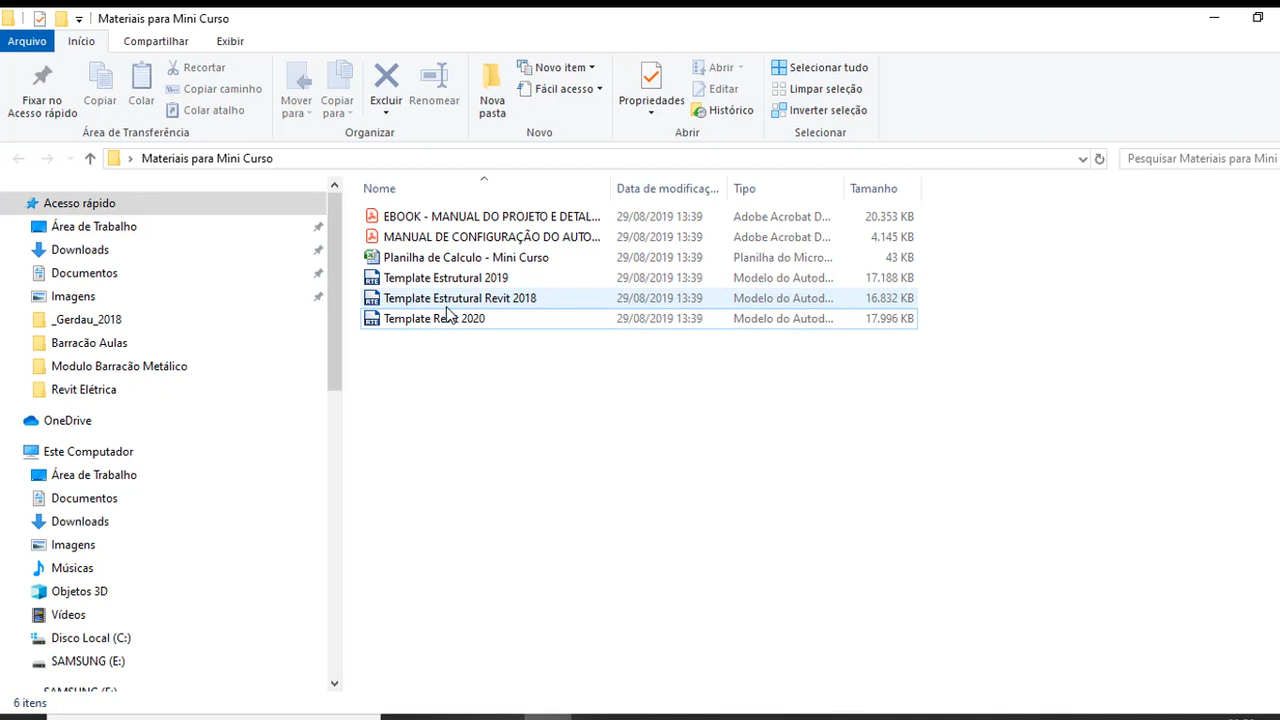 Materiais para Mini Curso
Arquivo Início Compartilhar Exibir
Fixar no Acesso rápido
Copiar
Colar
Recortar
Copiar caminho
Colar atalho
Área de Transferência
Mover para
Copiar para
Excluir
Renomear
Organizar
Nova pasta
Novo item
Fácil acesso
Novo
Propriedades
Abrir
Editar
Histórico
Abrir
Selecionar tudo
Limpar seleção
Inverter seleção
Selecionar
Materiais para Mini Curso
Pesquisar Materiais para Mini
Acesso rápido
Área de Trabalho
Downloads
Documentos
Imagens
_Gerdau_2018
Barracão Aulas
Modulo Barracão Metálico
Revit Elétrica
OneDrive
Este Computador
Área de Trabalho
Documentos
Downloads
Imagens
Músicas
Objetos 3D
Vídeos
Disco Local (C:)
SAMSUNG (E:)
Nome Data de modificaç... Tipo Tamanho
EBOOK - MANUAL DO PROJETO E DETAL... 29/08/2019 13:39 Adobe Acrobat D... 20.353 KB
MANUAL DE CONFIGURAÇÃO DO AUTO... 29/08/2019 13:39 Adobe Acrobat D... 4.145 KB
Planilha de Calculo - Mini Curso 29/08/2019 13:39 Planilha do Micro... 43 KB
Template Estrutural 2019 29/08/2019 13:39 Modelo do Autod... 17.188 KB
Template Estrutural Revit 2018 29/08/2019 13:39 Modelo do Autod... 16.832 KB
Template Revit 2020 29/08/2019 13:39 Modelo do Autod... 17.996 KB
6 itens